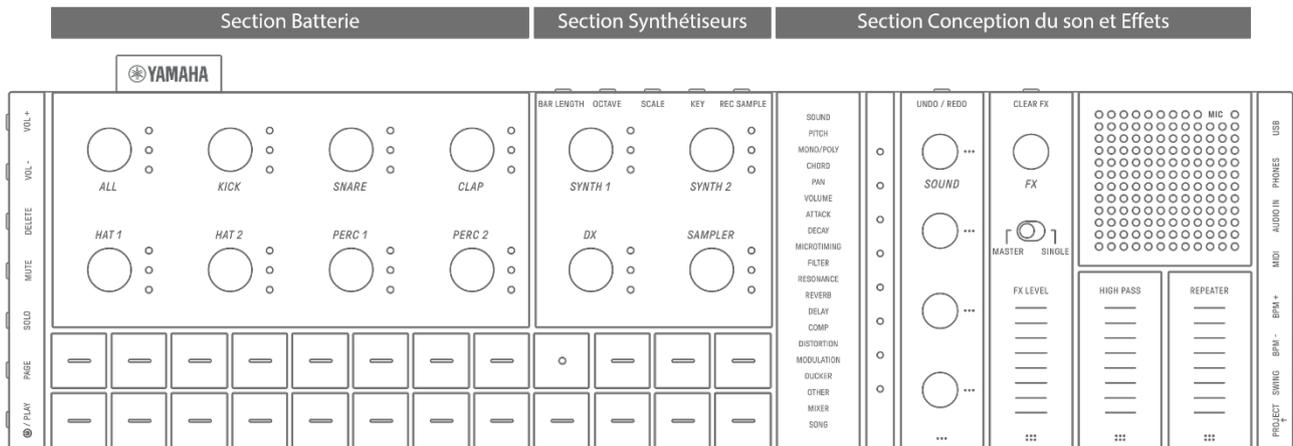 Section Batterie
Section Synthétiseurs
Section Conception du son et Effets
YAMAHA
VOL +
VOL -
DELETE
MUTE
SOLO
PAGE
/ PLAY
ALL
KICK
SNARE
CLAP
HAT 1
HAT 2
PERC 1
PERC 2
BAR LENGTH
OCTAVE
SCALE
KEY
REC SAMPLE
SYNTH 1
SYNTH 2
DX
SAMPLER
SOUND
PITCH
MONO/POLY
CHORD
PAN
VOLUME
ATTACK
DECAY
MICROTIMING
FILTER
RESONANCE
REVERB
DELAY
COMP
DISTORTION
MODULATION
DUCKER
OTHER
MIXER
SONG
UNDO / REDO
SOUND
CLEAR FX
FX
MASTER
SINGLE
FX LEVEL
MIC
HIGH PASS
REPEATER
USB
PHONES
AUDIO IN
MIDI
BPM +
BPM -
SWING
PROJECT